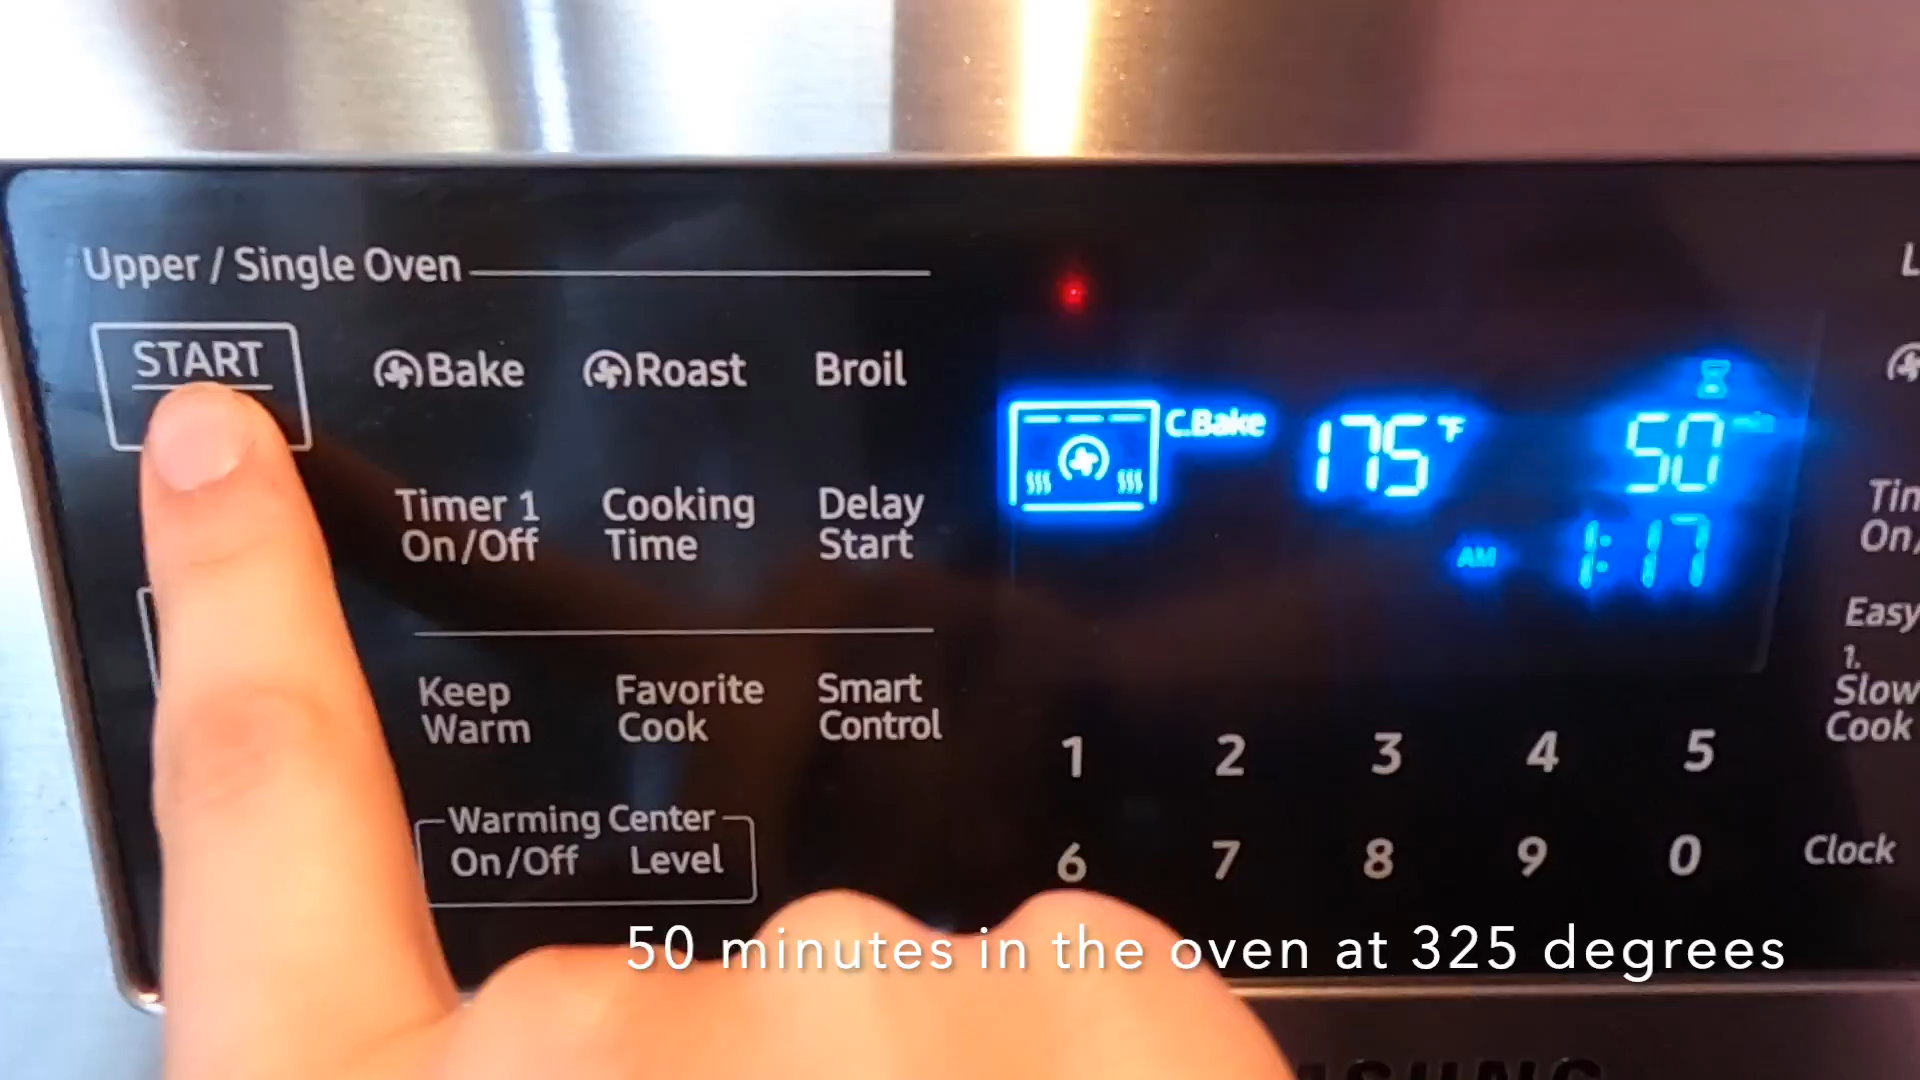 Upper / Single Oven
START
Bake
Roast
Broil
C.Bake
175 °F
50
AM 1:17
Timer 1
On/Off
Cooking
Time
Delay
Start
Keep
Warm
Favorite
Cook
Smart
Control
Warming Center
On/Off Level
1 2 3 4 5
6 7 8 9 0
Easy
1.
Slow
Cook
Clock
50 minutes in the oven at 325 degrees